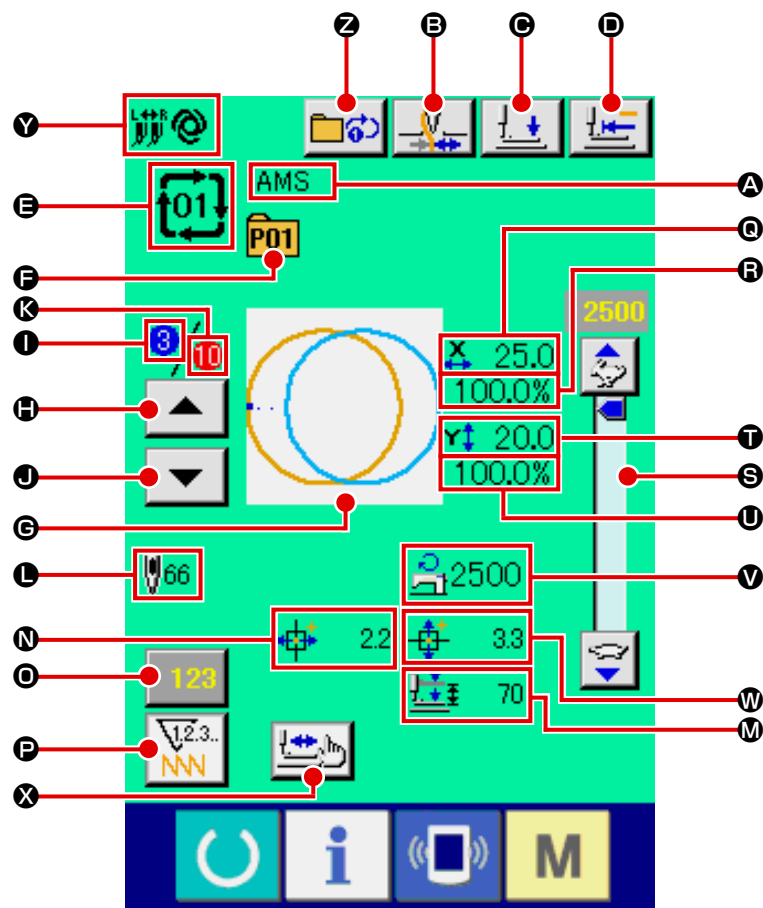 Z B C D
Y L R
E 01 AMS A
P01
F Q
K R
I 3 / 10 2500
X 25.0
100.0%
H
Y 20.0 T
100.0%
J S
G U
L 66 2500 V
N 2.2 3.3
O 123 W
70 M
P 1.2.3..
X
i M